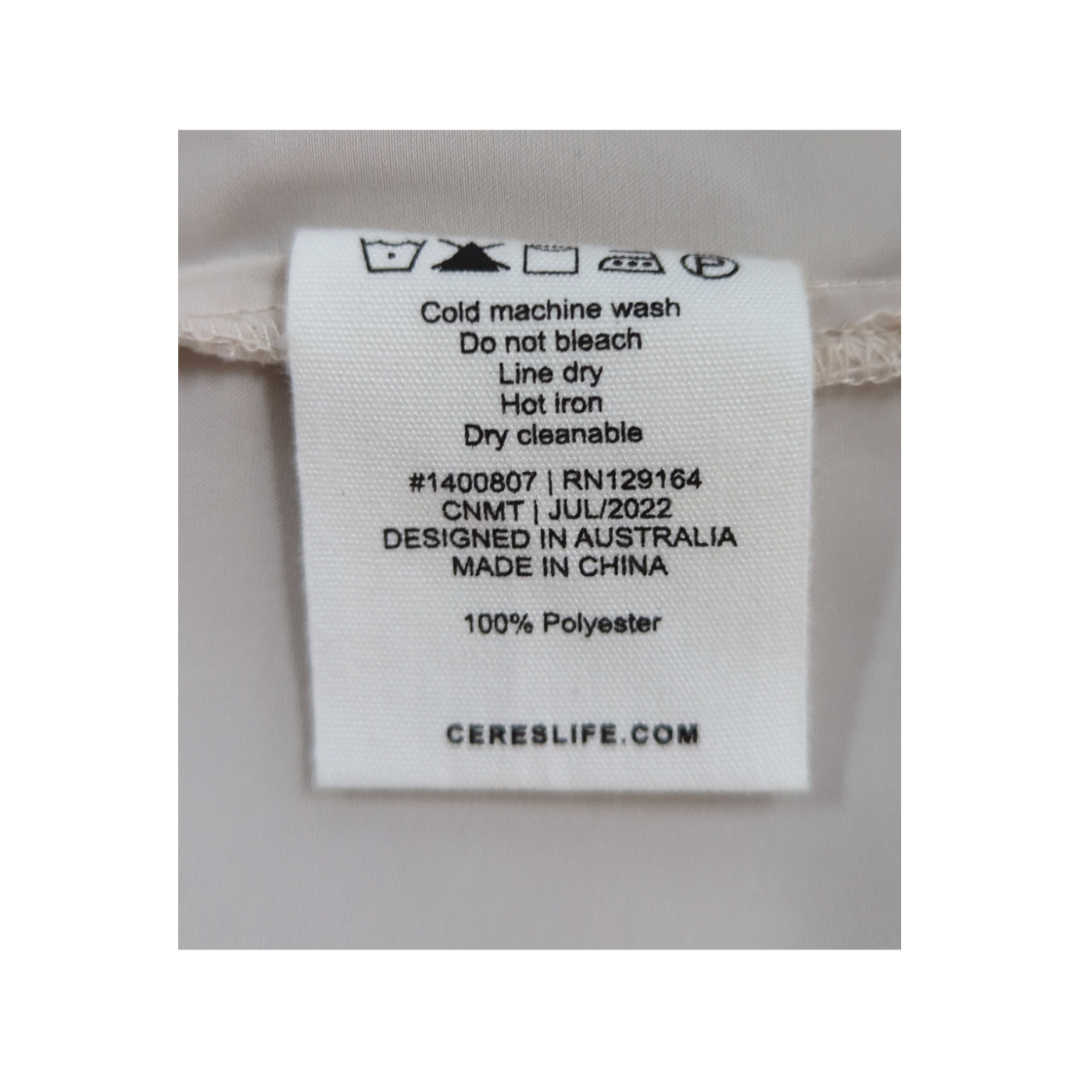 P
Cold machine wash
Do not bleach
Line dry
Hot iron
Dry cleanable
#1400807 | RN129164
CNMT | JUL/2022
DESIGNED IN AUSTRALIA
MADE IN CHINA
100% Polyester
CERESLIFE.COM